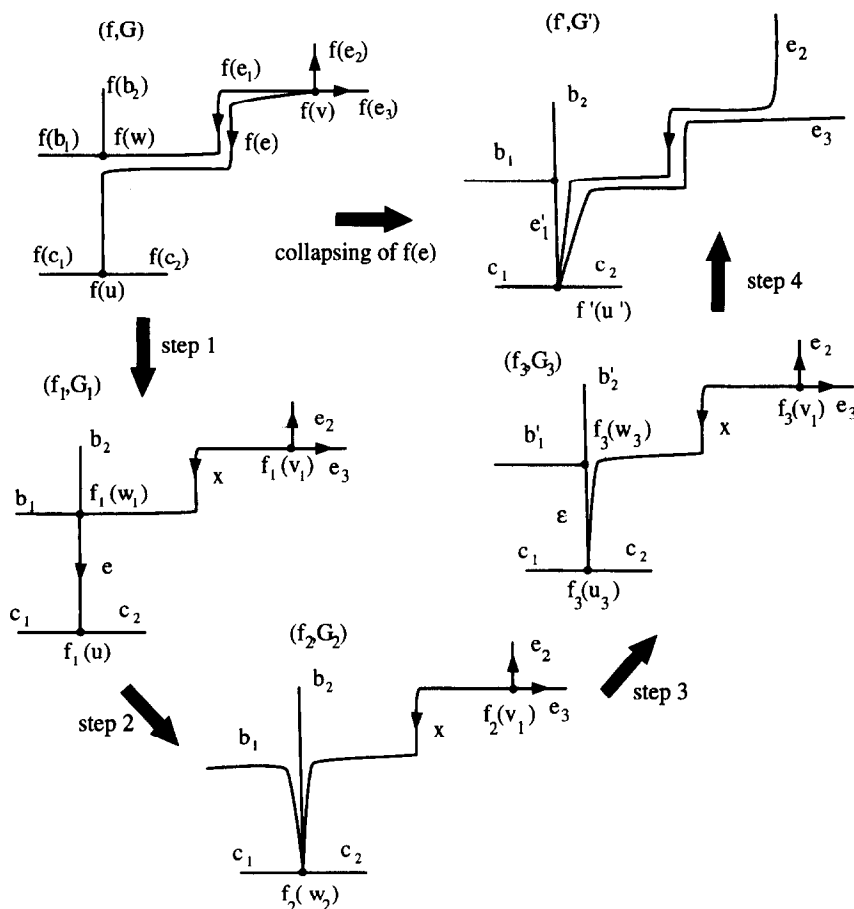 (f,G)
f(b₂)
f(e₁)
f(e₂)
f(v)
f(e₃)
f(b₁)
f(w)
f(e)
f(c₁)
f(c₂)
f(u)
collapsing of f(e)
(f',G')
e₂
b₂
b₁
e₃
e'₁
c₁
c₂
f '(u ')
step 1
step 4
(f₁,G₁)
b₂
e₂
f₁(v₁)
e₃
x
b₁
f₁(w₁)
e
c₁
c₂
f₁(u)
(f₃,G₃)
b'₂
e₂
f₃(v₁)
e₃
b'₁
f₃(w₃)
x
ε
c₁
c₂
f₃(u₃)
step 2
(f₂,G₂)
b₂
e₂
f₂(v₁)
e₃
step 3
b₁
x
c₁
c₂
f₂(w₂)